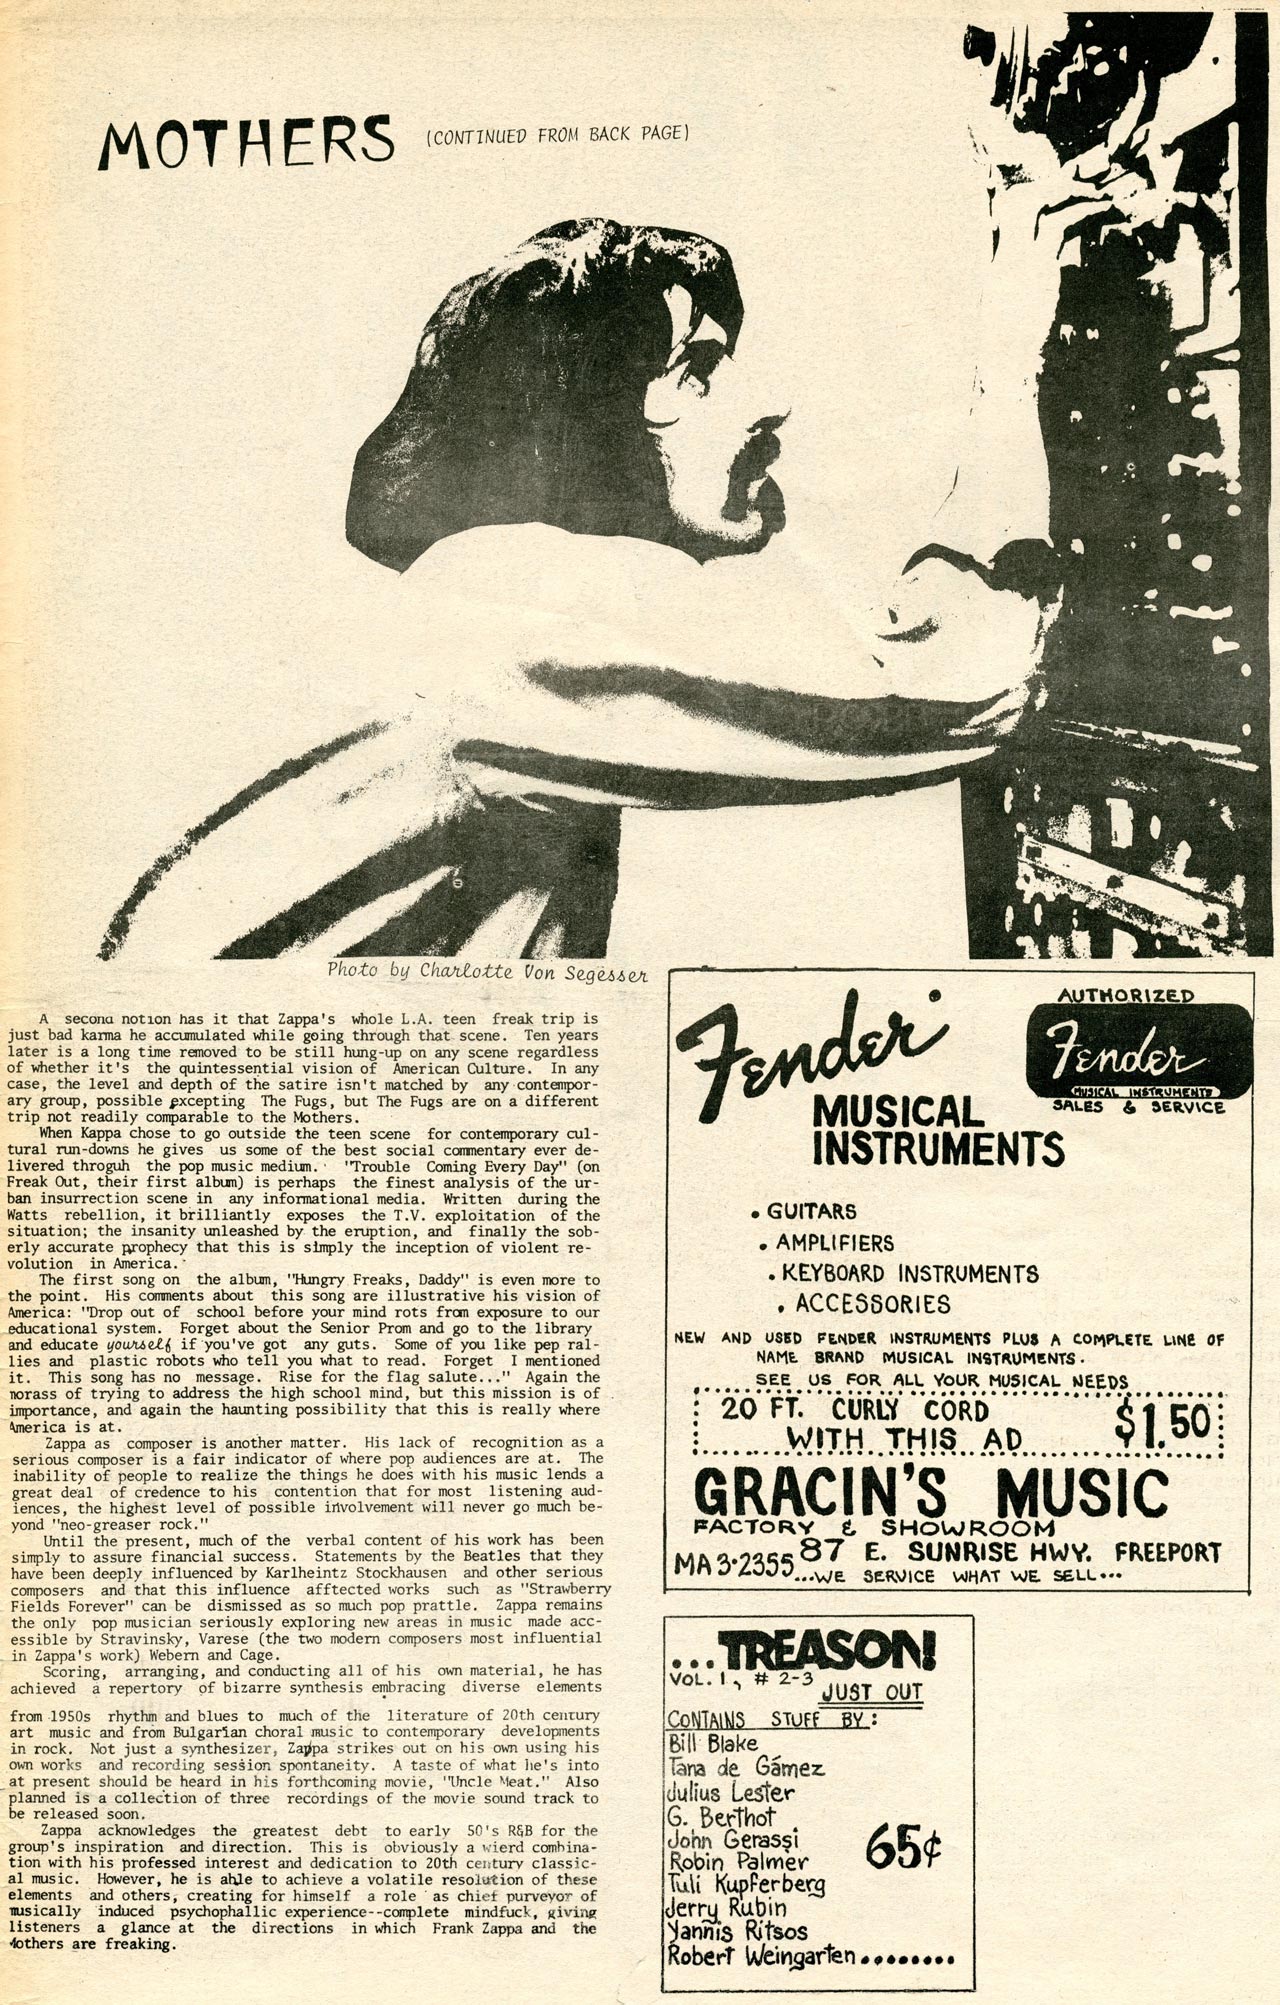 MOTHERS (CONTINUED FROM BACK PAGE)
Photo by Charlotte Von Segesser
A second notion has it that Zappa's whole L.A. teen freak trip is
just bad karma he accumulated while going through that scene. Ten years
later is a long time removed to be still hung-up on any scene regardless
of whether it's the quintessential vision of American Culture. In any
case, the level and depth of the satire isn't matched by any contempor-
ary group, possible excepting The Fugs, but The Fugs are on a different
trip not readily comparable to the Mothers.
When Kappa chose to go outside the teen scene for contemporary cul-
tural run-downs he gives us some of the best social commentary ever de-
livered throguh the pop music medium. "Trouble Coming Every Day" (on
Freak Out, their first album) is perhaps the finest analysis of the ur-
ban insurrection scene in any informational media. Written during the
Watts rebellion, it brilliantly exposes the T.V. exploitation of the
situation; the insanity unleashed by the eruption, and finally the sob-
erly accurate prophecy that this is simply the inception of violent re-
volution in America.
The first song on the album, "Hungry Freaks, Daddy" is even more to
the point. His comments about this song are illustrative his vision of
America: "Drop out of school before your mind rots from exposure to our
educational system. Forget about the Senior Prom and go to the library
and educate yourself if you've got any guts. Some of you like pep ral-
lies and plastic robots who tell you what to read. Forget I mentioned
it. This song has no message. Rise for the flag salute..." Again the
morass of trying to address the high school mind, but this mission is of
importance, and again the haunting possibility that this is really where
America is at.
Zappa as composer is another matter. His lack of recognition as a
serious composer is a fair indicator of where pop audiences are at. The
inability of people to realize the things he does with his music lends a
great deal of credence to his contention that for most listening aud-
iences, the highest level of possible involvement will never go much be-
yond "neo-greaser rock."
Until the present, much of the verbal content of his work has been
simply to assure financial success. Statements by the Beatles that they
have been deeply influenced by Karlheintz Stockhausen and other serious
composers and that this influence afftected works such as "Strawberry
Fields Forever" can be dismissed as so much pop prattle. Zappa remains
the only pop musician seriously exploring new areas in music made acc-
essible by Stravinsky, Varese (the two modern composers most influential
in Zappa's work) Webern and Cage.
Scoring, arranging, and conducting all of his own material, he has
achieved a repertory of bizarre synthesis embracing diverse elements
from 1950s rhythm and blues to much of the literature of 20th century
art music and from Bulgarian choral music to contemporary developments
in rock. Not just a synthesizer, Zappa strikes out on his own using his
own works and recording session spontaneity. A taste of what he's into
at present should be heard in his forthcoming movie, "Uncle Meat." Also
planned is a collection of three recordings of the movie sound track to
be released soon.
Zappa acknowledges the greatest debt to early 50's R&B for the
group's inspiration and direction. This is obviously a wierd combina-
tion with his professed interest and dedication to 20th century classic-
al music. However, he is able to achieve a volatile resolution of these
elements and others, creating for himself a role as chief purveyor of
musically induced psychophallic experience--complete mindfuck, giving
listeners a glance at the directions in which Frank Zappa and the
Mothers are freaking.
Fender
MUSICAL
INSTRUMENTS
AUTHORIZED
Fender
MUSICAL INSTRUMENTS
SALES & SERVICE
• GUITARS
• AMPLIFIERS
• KEYBOARD INSTRUMENTS
• ACCESSORIES
NEW AND USED FENDER INSTRUMENTS PLUS A COMPLETE LINE OF
NAME BRAND MUSICAL INSTRUMENTS.
SEE US FOR ALL YOUR MUSICAL NEEDS
20 FT. CURLY CORD $1.50
WITH THIS AD
GRACIN'S MUSIC
FACTORY & SHOWROOM
MA 3-2355 87 E. SUNRISE HWY. FREEPORT
...WE SERVICE WHAT WE SELL...
...TREASON!
VOL. 1, # 2-3
JUST OUT
CONTAINS STUFF BY:
Bill Blake
Tana de Gámez
Julius Lester
G. Berthot
John Gerassi
Robin Palmer
Tuli Kupferberg
Jerry Rubin
Yannis Ritsos
Robert Weingarten.........
65¢